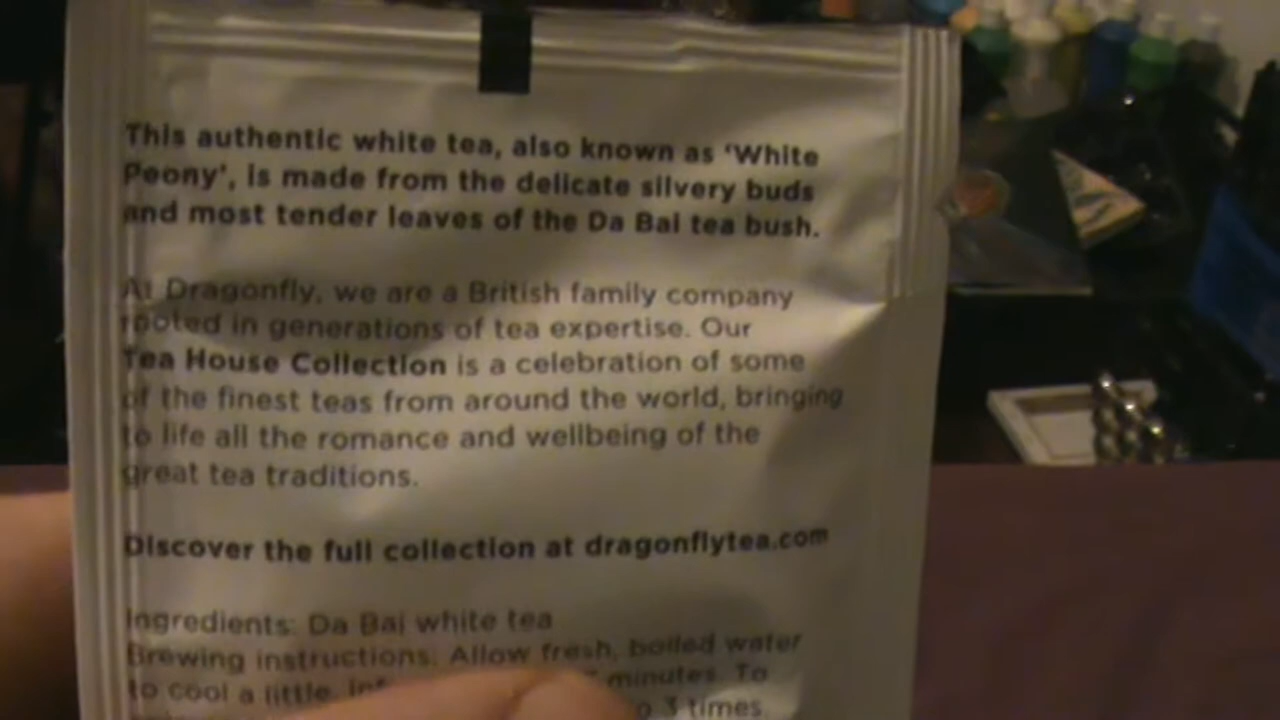 This authentic white tea, also known as ‘White
Peony’, is made from the delicate silvery buds
and most tender leaves of the Da Bai tea bush.
At Dragonfly, we are a British family company
rooted in generations of tea expertise. Our
Tea House Collection is a celebration of some
of the finest teas from around the world, bringing
to life all the romance and wellbeing of the
great tea traditions.
Discover the full collection at dragonflytea.com
Ingredients: Da Bai white tea
Brewing instructions: Allow fresh, boiled water
to cool a little. minutes. To
3 times.